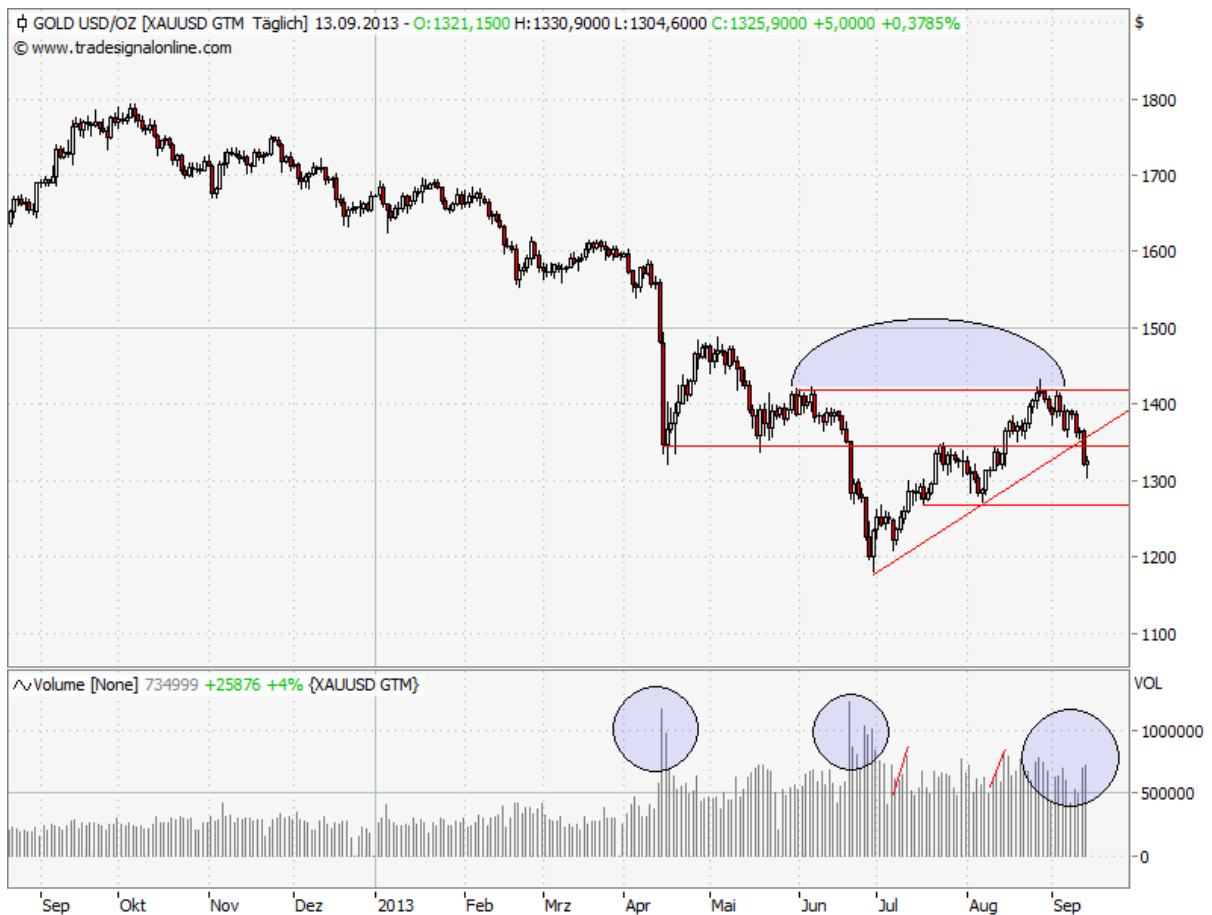 GOLD USD/OZ [XAUUSD GTM Täglich] 13.09.2013 - O:1321,1500 H:1330,9000 L:1304,6000 C:1325,9000 +5,0000 +0,3785%
$
© www.tradesignalonline.com
1800
1700
1600
1500
1400
1300
1200
1100
Volume [None] 734999 +25876 +4% {XAUUSD GTM}
VOL
1000000
500000
0
Sep Okt Nov Dez 2013 Feb Mrz Apr Mai Jun Jul Aug Sep